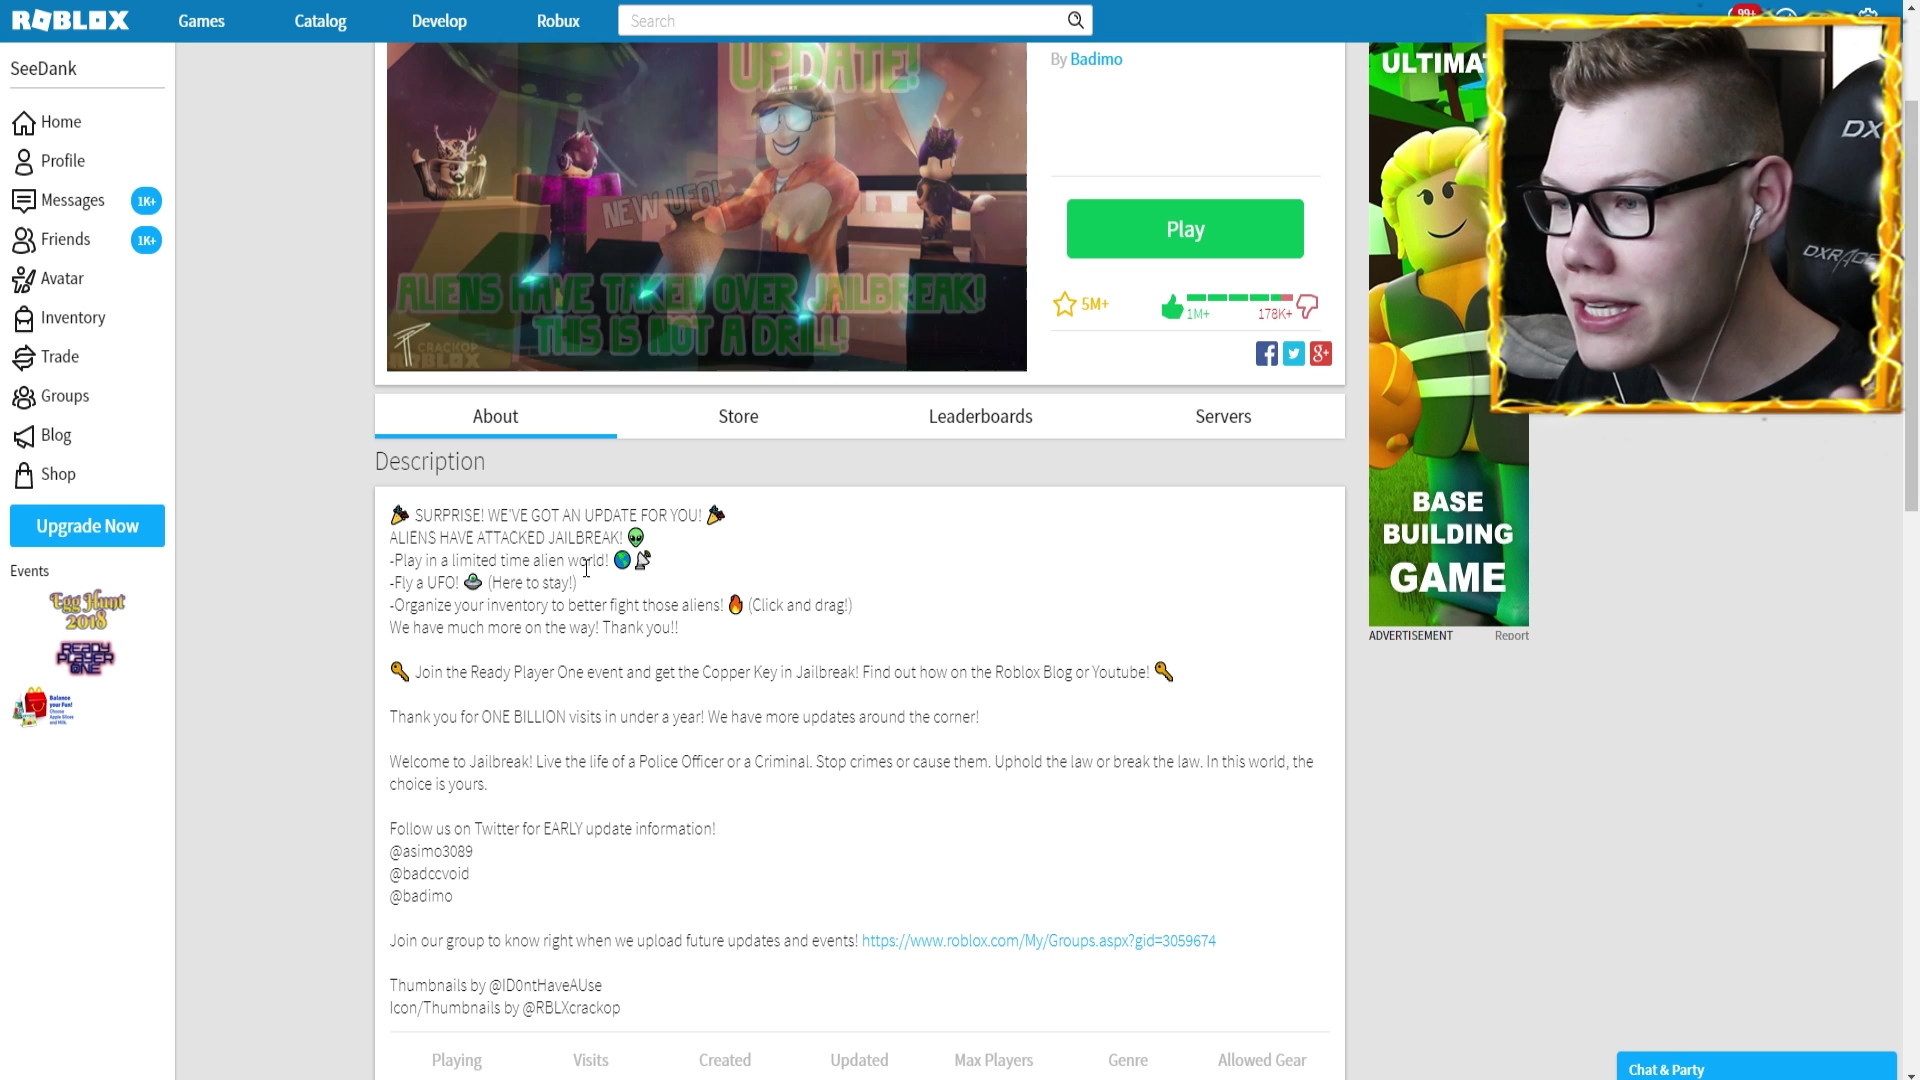 ROBLOX
Games
Catalog
Develop
Robux
Search
99+
SeeDank
Home
Profile
Messages
1K+
Friends
1K+
Avatar
Inventory
Trade
Groups
Blog
Shop
Upgrade Now
Events
Egg Hunt
2018
READY
PLAYER
ONE
UPDATE!
NEW UFO!
ALIENS HAVE TAKEN OVER JAILBREAK!
THIS IS NOT A DRILL!
CRACKOP
ROBLOX
By Badimo
Play
5M+
1M+
178K+
About
Store
Leaderboards
Servers
Description
🎉 SURPRISE! WE'VE GOT AN UPDATE FOR YOU! 🎉
ALIENS HAVE ATTACKED JAILBREAK! 👽
-Play in a limited time alien world! 🌎📡
-Fly a UFO! 🛸 (Here to stay!)
-Organize your inventory to better fight those aliens! 🔥 (Click and drag!)
We have much more on the way! Thank you!!
🔑 Join the Ready Player One event and get the Copper Key in Jailbreak! Find out how on the Roblox Blog or Youtube! 🔑
Thank you for ONE BILLION visits in under a year! We have more updates around the corner!
Welcome to Jailbreak! Live the life of a Police Officer or a Criminal. Stop crimes or cause them. Uphold the law or break the law. In this world, the
choice is yours.
Follow us on Twitter for EARLY update information!
@asimo3089
@badccvoid
@badimo
Join our group to know right when we upload future updates and events! https://www.roblox.com/My/Groups.aspx?gid=3059674
Thumbnails by @ID0ntHaveAUse
Icon/Thumbnails by @RBLXcrackop
Playing
Visits
Created
Updated
Max Players
Genre
Allowed Gear
ULTIMA
BASE
BUILDING
GAME
ADVERTISEMENT
Report
DX
DXRACE
Chat & Party